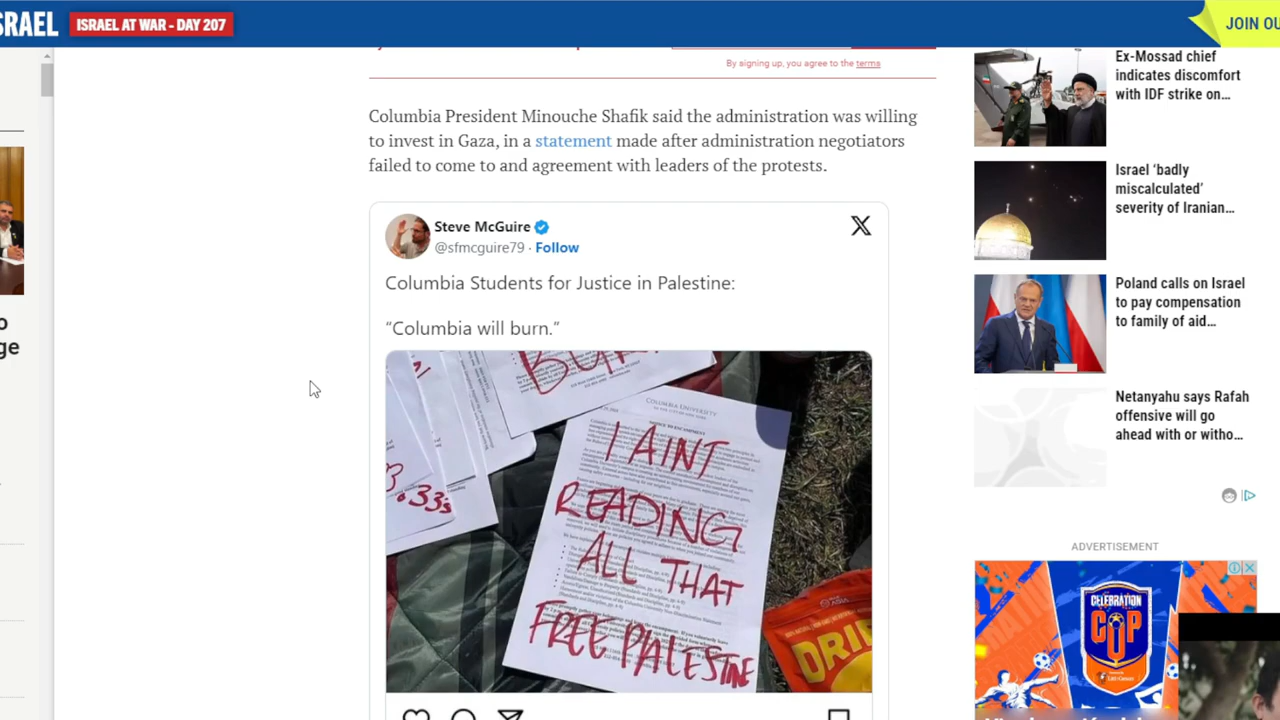 SRAEL
ISRAEL AT WAR - DAY 207
JOIN OU
By signing up, you agree to the terms
Columbia President Minouche Shafik said the administration was willing
to invest in Gaza, in a statement made after administration negotiators
failed to come to and agreement with leaders of the protests.
Steve McGuire
@sfmcguire79 · Follow
Columbia Students for Justice in Palestine:
“Columbia will burn.”
COLUMBIA UNIVERSITY
I AINT
READING
ALL THAT
FREE PALESTINE
.33s
DRI
Ex-Mossad chief
indicates discomfort
with IDF strike on...
Israel ‘badly
miscalculated’
severity of Iranian...
Poland calls on Israel
to pay compensation
to family of aid...
Netanyahu says Rafah
offensive will go
ahead with or witho...
ADVERTISEMENT
CELEBRATION
CUP
o
ge